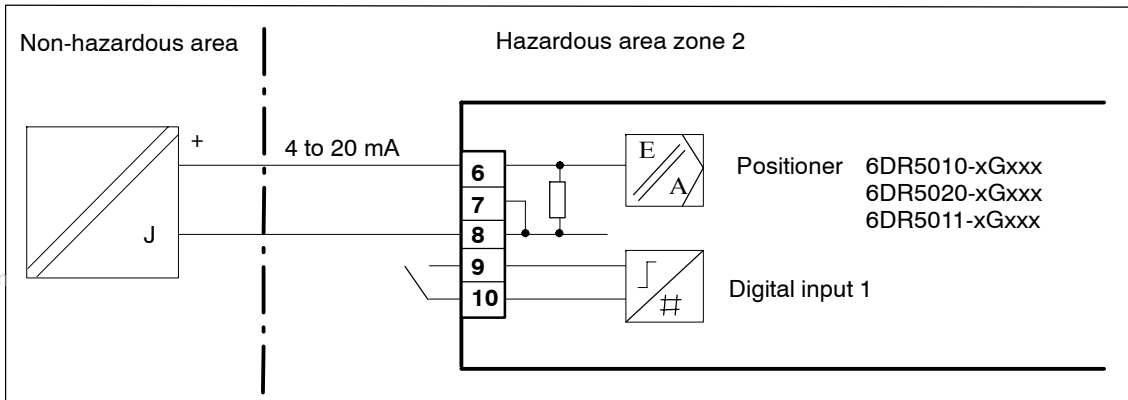 Non-hazardous area
Hazardous area zone 2
+
4 to 20 mA
J
6
7
8
9
10
E
A
Positioner 6DR5010-xGxxx
6DR5020-xGxxx
6DR5011-xGxxx
#
Digital input 1